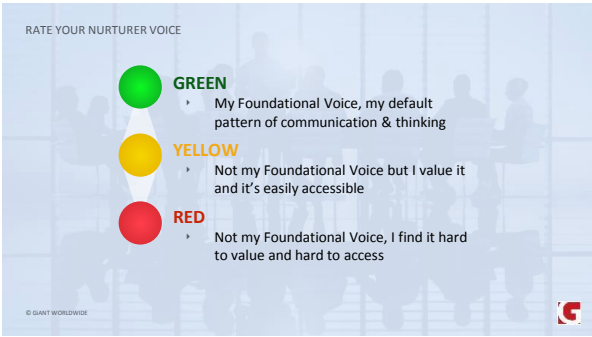 RATE YOUR NURTURER VOICE
GREEN
‣ My Foundational Voice, my default
pattern of communication & thinking
YELLOW
‣ Not my Foundational Voice but I value it
and it's easily accessible
RED
‣ Not my Foundational Voice, I find it hard
to value and hard to access
© GIANT WORLDWIDE
G